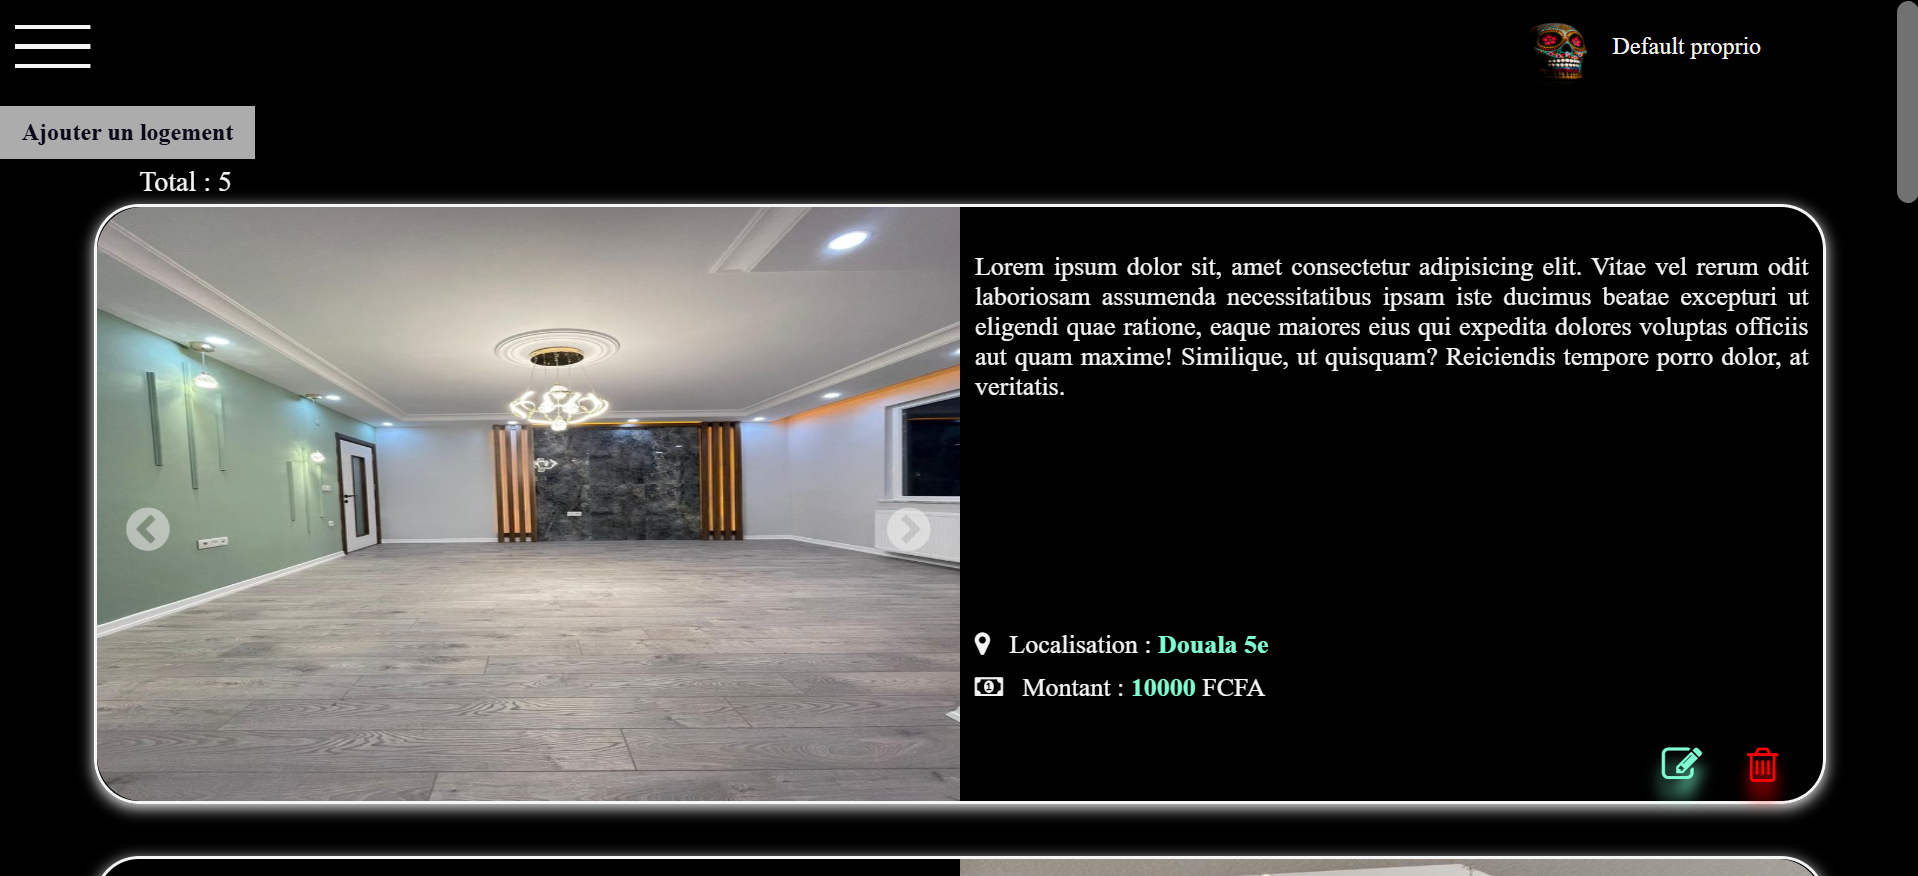 Default proprio
Ajouter un logement
Total : 5
Lorem ipsum dolor sit, amet consectetur adipisicing elit. Vitae vel rerum odit
laboriosam assumenda necessitatibus ipsam iste ducimus beatae excepturi ut
eligendi quae ratione, eaque maiores eius qui expedita dolores voluptas officiis
aut quam maxime! Similique, ut quisquam? Reiciendis tempore porro dolor, at
veritatis.
Localisation : Douala 5e
Montant : 10000 FCFA